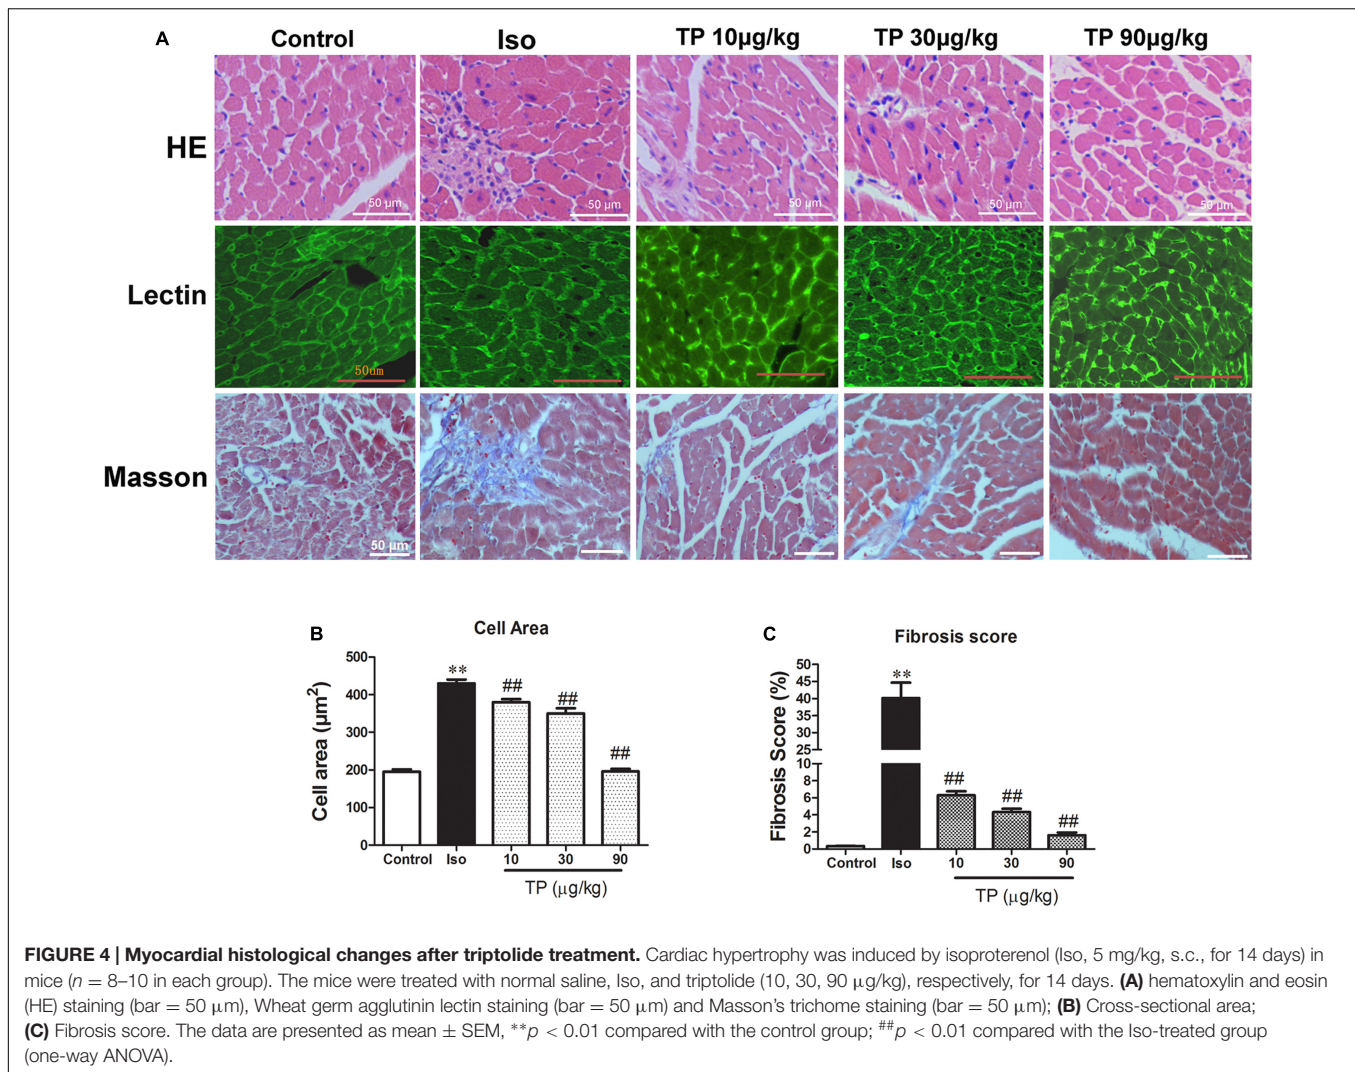 A
Control
Iso
TP 10μg/kg
TP 30μg/kg
TP 90μg/kg
HE
50 μm
50 μm
50 μm
50 μm
50 μm
Lectin
50um
Masson
50 μm
B
Cell Area
Cell area (μm²)
500
400
300
200
100
0
**
##
##
##
Control
Iso
10
30
90
TP (μg/kg)
C
Fibrosis score
Fibrosis Score (%)
50
45
40
35
30
25
10
8
6
4
2
0
**
##
##
##
Control
Iso
10
30
90
TP (μg/kg)
FIGURE 4 | Myocardial histological changes after triptolide treatment. Cardiac hypertrophy was induced by isoproterenol (Iso, 5 mg/kg, s.c., for 14 days) in
mice (n = 8–10 in each group). The mice were treated with normal saline, Iso, and triptolide (10, 30, 90 μg/kg), respectively, for 14 days. (A) hematoxylin and eosin
(HE) staining (bar = 50 μm), Wheat germ agglutinin lectin staining (bar = 50 μm) and Masson's trichome staining (bar = 50 μm); (B) Cross-sectional area;
(C) Fibrosis score. The data are presented as mean ± SEM, **p < 0.01 compared with the control group; ##p < 0.01 compared with the Iso-treated group
(one-way ANOVA).